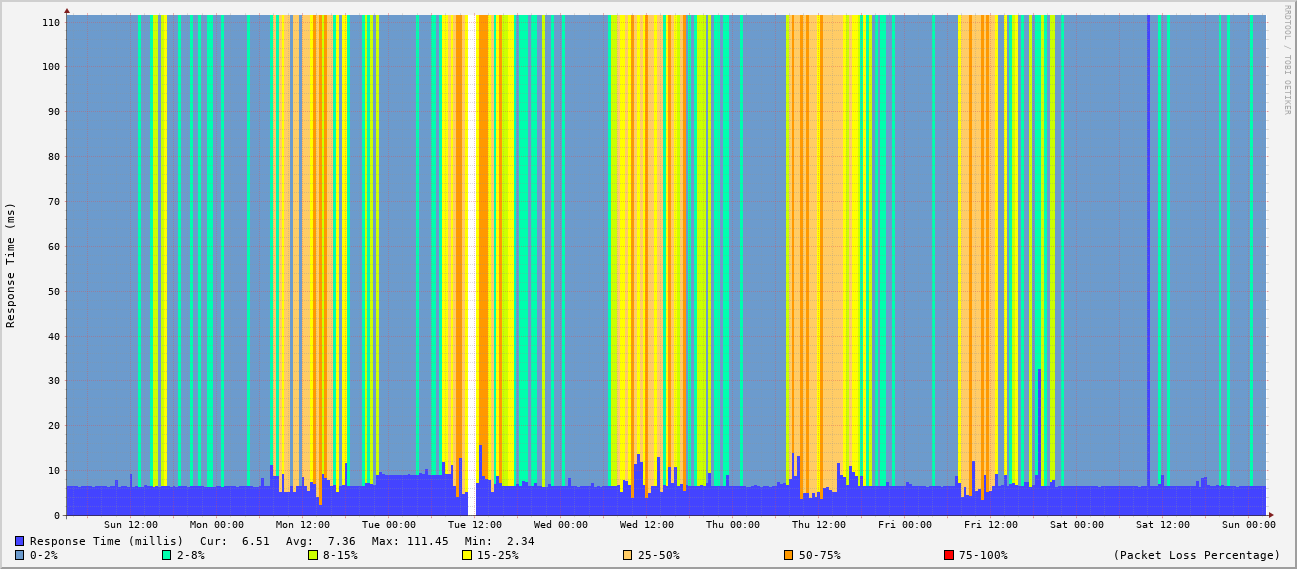 RRDTOOL / TOBI OETIKER
Response Time (ms)
110
100
90
80
70
60
50
40
30
20
10
0
Sun 12:00 Mon 00:00 Mon 12:00 Tue 00:00 Tue 12:00 Wed 00:00 Wed 12:00 Thu 00:00 Thu 12:00 Fri 00:00 Fri 12:00 Sat 00:00 Sat 12:00 Sun 00:00
Response Time (millis) Cur: 6.51 Avg: 7.36 Max: 111.45 Min: 2.34
0-2% 2-8% 8-15% 15-25% 25-50% 50-75% 75-100% (Packet Loss Percentage)